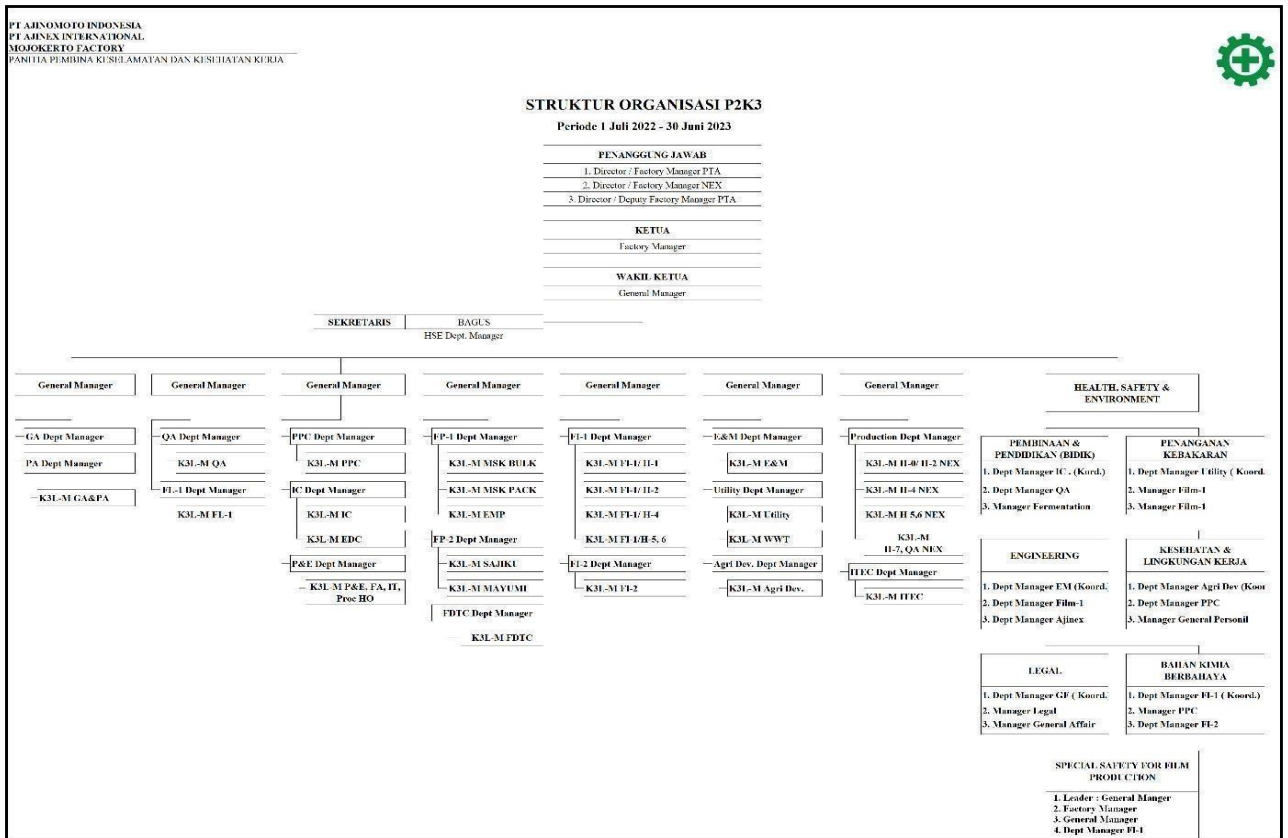 PT AJINOMOTO INDONESIA
PT AJINEX INTERNATIONAL
MOJOKERTO FACTORY
PANITIA PEMBINA KESELAMATAN DAN KESEHATAN KERJA
STRUKTUR ORGANISASI P2K3
Periode 1 Juli 2022 - 30 Juni 2023
PENANGGUNG JAWAB
1. Director / Factory Manager PTA
2. Director / Factory Manager NEX
3. Director / Deputy Factory Manager PTA
KETUA
Factory Manager
WAKIL KETUA
General Manager
SEKRETARIS
BAGUS
HSE Dept. Manager
General Manager
GA Dept Manager
PA Dept Manager
K3L-M GA&PA
General Manager
QA Dept Manager
K3L-M QA
FL-1 Dept Manager
K3L-M FL-1
General Manager
PPC Dept Manager
K3L-M PPC
IC Dept Manager
K3L-M IC
K3L-M EDC
P&E Dept Manager
K3L-M P&E, FA, IT,
Proc HO
General Manager
FP-1 Dept Manager
K3L-M MSK BULK
K3L-M MSK PACK
K3L-M EMP
FP-2 Dept Manager
K3L-M SAJIKU
K3L-M MAYUMI
FDTC Dept Manager
K3L-M FDTC
General Manager
FI-1 Dept Manager
K3L-M FI-1/ H-1
K3L-M FI-1/ H-2
K3L-M FI-1/ H-4
K3L-M FI-1/H-5, 6
FI-2 Dept Manager
K3L-M FI-2
General Manager
E&M Dept Manager
K3L-M E&M
Utility Dept Manager
K3L-M Utility
K3L-M WWT
Agri Dev. Dept Manager
K3L-M Agri Dev.
General Manager
Production Dept Manager
K3L-M H-0/ H-2 NEX
K3L-M H-4 NEX
K3L-M H 5,6 NEX
K3L-M
H-7, QA NEX
ITEC Dept Manager
K3L-M ITEC
HEALTH, SAFETY &
ENVIRONMENT
PEMBINAAN &
PENDIDIKAN (BIDIK)
1. Dept Manager IC . (Kord.)
2. Dept Manager QA
3. Manager Fermentation
PENANGANAN
KEBAKARAN
1. Dept Manager Utility ( Koord.
2. Manager Film-1
3. Manager Film-1
ENGINEERING
1. Dept Manager EM (Koord.
2. Dept Manager Film-1
3. Dept Manager Ajinex
KESEHATAN &
LINGKUNGAN KERJA
1. Dept Manager Agri Dev (Koor
2. Dept Manager PPC
3. Manager General Personil
LEGAL
1. Dept Manager GF ( Koord.
2. Manager Legal
3. Manager General Affair
BAHAN KIMIA
BERBAHAYA
1. Dept Manager FI-1 ( Koord.)
2. Manager PPC
3. Dept Manager FI-2
SPECIAL SAFETY FOR FILM
PRODUCTION
1. Leader : General Manger
2. Factory Manager
3. General Manager
4. Dept Manager FI-1